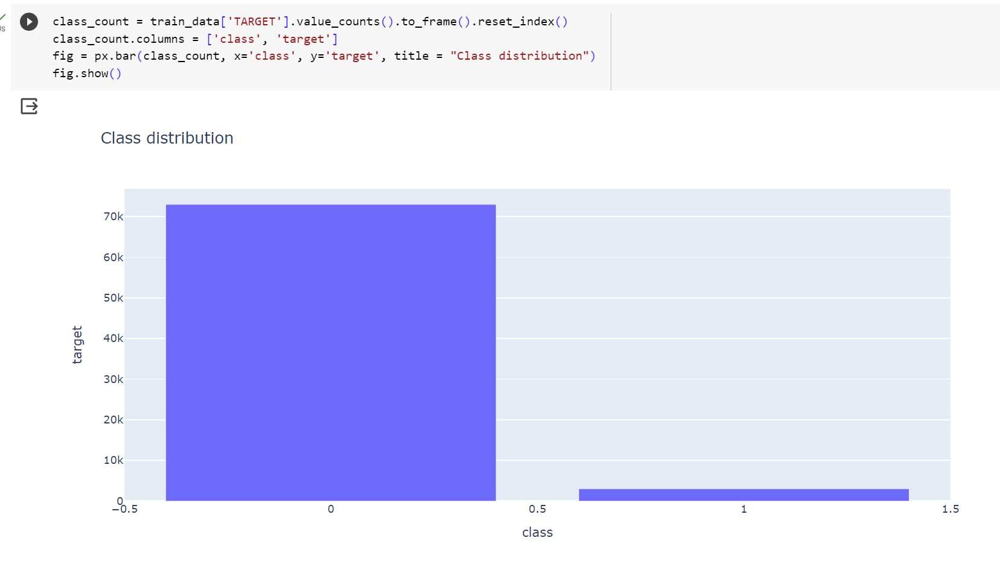 class_count = train_data['TARGET'].value_counts().to_frame().reset_index()
class_count.columns = ['class', 'target']
fig = px.bar(class_count, x='class', y='target', title = "Class distribution")
fig.show()
Class distribution
70k
60k
50k
40k
30k
20k
10k
0
target
−0.5
0
0.5
1
1.5
class